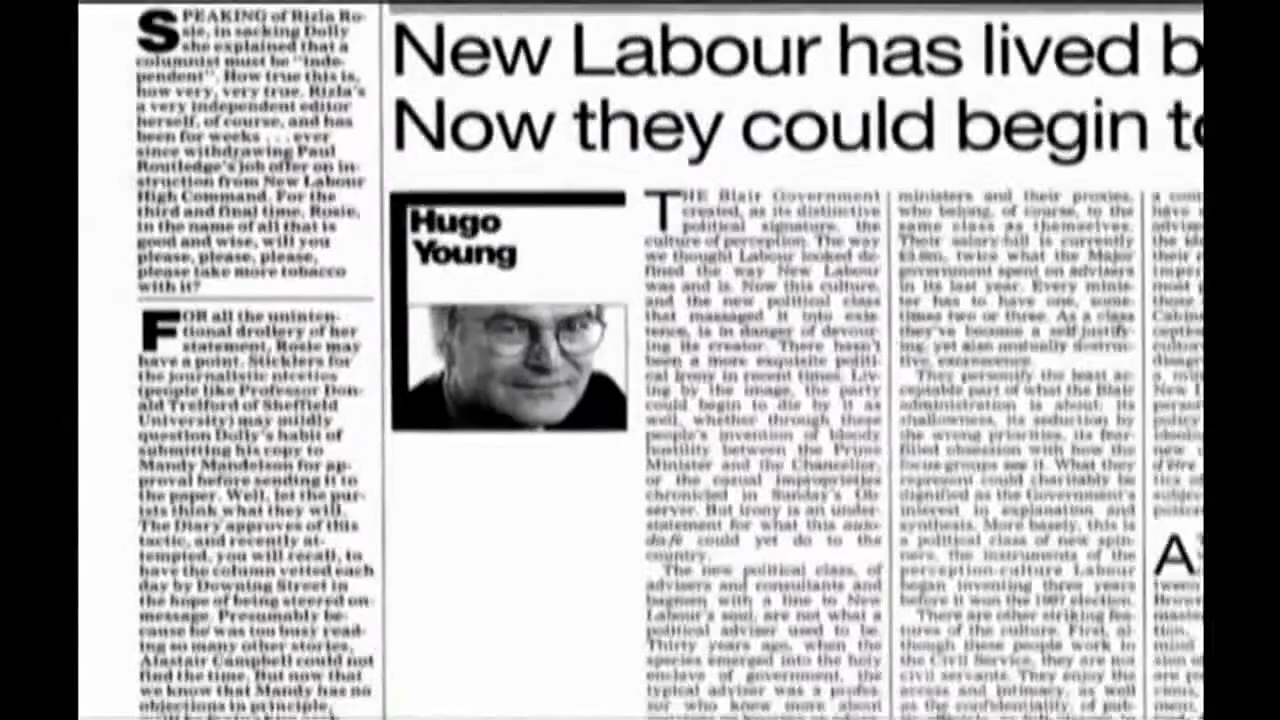 SPEAKING of Rizla Ro-
sie, in sacking Dolly
she explained that a
columnist must be "inde-
pendent". How true this is,
how very, very true. Rizla's
a very independent editor
herself, of course, and has
been for weeks . . . ever
since withdrawing Paul
Routledge's job offer on in-
struction from New Labour
High Command. For the
third and final time, Rosie,
in the name of all that is
good and wise, will you
please, please, please,
please take more tobacco
with it?
FOR all the uninten-
tional drollery of her
statement, Rosie may
have a point. Sticklers for
the journalistic niceties
(people like Professor Don-
ald Trelford of Sheffield
University) may mildly
question Dolly's habit of
submitting his copy to
Mandy Mandelson for ap-
proval before sending it to
the paper. Well, let the pur-
ists think what they will.
The Diary approves of this
tactic, and recently at-
tempted, you will recall, to
have the column vetted each
day by Downing Street in
the hope of being steered on-
message. Presumably be-
cause he was too busy read-
ing so many other stories,
Alastair Campbell could not
find the time. But now that
we know that Mandy has no
objections in principle,
New Labour has lived b
Now they could begin to
Hugo
Young
THE Blair Government
created, as its distinctive
political signature, the
culture of perception. The way
we thought Labour looked de-
fined the way New Labour
was and is. Now this culture,
and the new political class
that massaged it into exis-
tence, is in danger of devour-
ing its creator. There hasn't
been a more exquisite politi-
cal irony in recent times. Liv-
ing by the image, the party
could begin to die by it as
well, whether through these
people's invention of bloody
hostility between the Prime
Minister and the Chancellor,
or the casual improprieties
chronicled in Sunday's Ob-
server. But irony is an under-
statement for what this auto-
da-fé could yet do to the
country.
The new political class, of
advisers and consultants and
bagmen with a line to New
Labour's soul, are not what a
political adviser used to be.
Thirty years ago, when the
species emerged into the holy
enclave of government, the
typical adviser was a profes-
sor who knew more about
ministers and their proxies,
who belong, of course, to the
same class as themselves.
Their salary-bill is currently
twice what the Major
government spent on advisers
in its last year. Every minis-
ter has to have one, some-
times two or three. As a class
they've become a self-justify-
ing, yet also mutually destruc-
tive, excrescence.
They personify the least ac-
ceptable part of what the Blair
administration is about: its
shallowness, its seduction by
the wrong priorities, its fear-
filled obsession with how the
focus-groups see it. What they
represent could charitably be
dignified as the Government's
interest in explanation and
synthesis. More basely, this is
a political class of new spin-
ners, the instruments of the
perception-culture Labour
began inventing three years
before it won the 1997 election.
There are other striking fea-
tures of the culture. First, al-
though these people work in
the Civil Service, they are not
civil servants. They enjoy the
access and intimacy, as well
as the confidentiality, of pub-